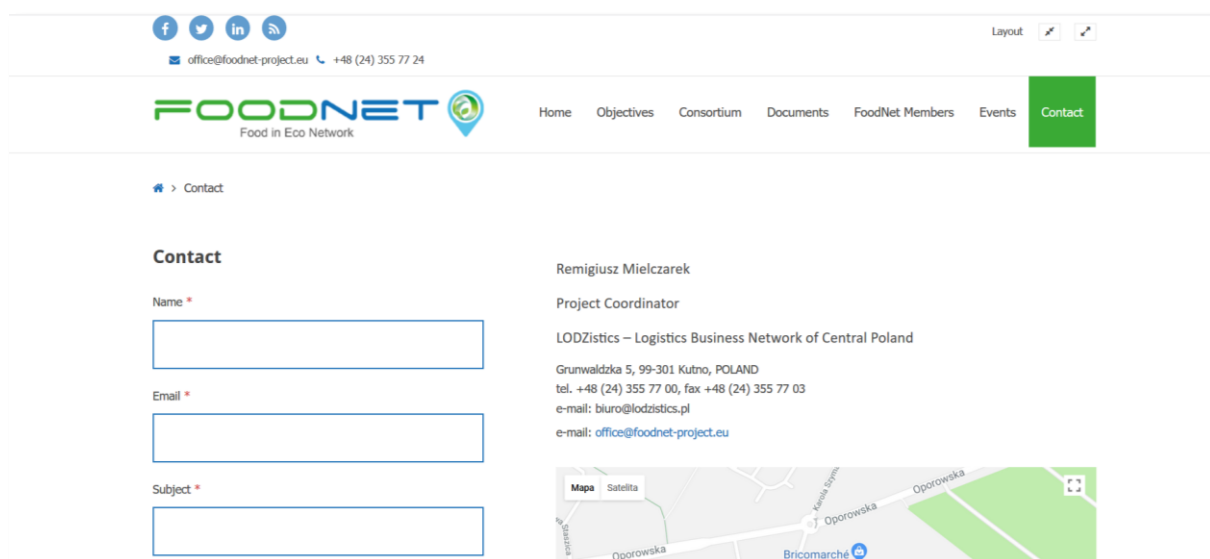 Layout
office@foodnet-project.eu +48 (24) 355 77 24
FOODNET
Food in Eco Network
Home Objectives Consortium Documents FoodNet Members Events Contact
> Contact
Contact
Name *
Email *
Subject *
Remigiusz Mielczarek
Project Coordinator
LODZistics – Logistics Business Network of Central Poland
Grunwaldzka 5, 99-301 Kutno, POLAND
tel. +48 (24) 355 77 00, fax +48 (24) 355 77 03
e-mail: biuro@lodzistics.pl
e-mail: office@foodnet-project.eu
Mapa Satelita
Oporowska
Oporowska
Oporowska
Bricomarché